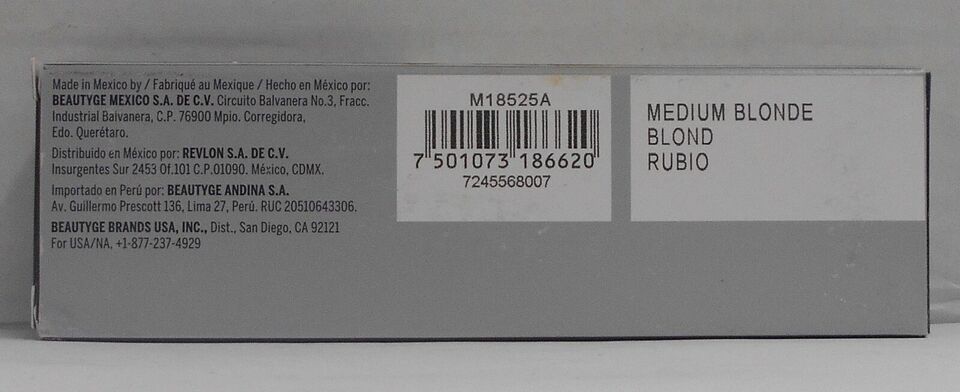 Made in Mexico by / Fabriqué au Mexique / Hecho en México por:
BEAUTYGE MEXICO S.A. DE C.V. Circuito Balvanera No.3, Fracc.
Industrial Balvanera, C.P. 76900 Mpio. Corregidora,
Edo. Querétaro.
Distribuido en México por: REVLON S.A. DE C.V.
Insurgentes Sur 2453 Of.101 C.P.01090. México, CDMX.
Importado en Perú por: BEAUTYGE ANDINA S.A.
Av. Guillermo Prescott 136, Lima 27, Perú. RUC 20510643306.
BEAUTYGE BRANDS USA, INC., Dist., San Diego, CA 92121
For USA/NA, +1-877-237-4929
M18525A
7 501073 186620
7245568007
MEDIUM BLONDE
BLOND
RUBIO